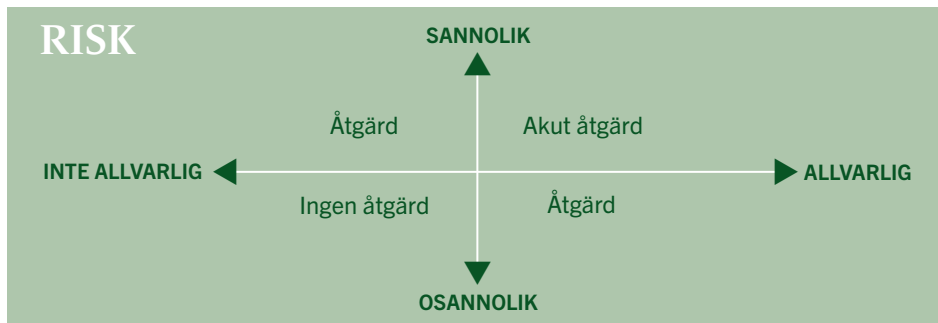 RISK
SANNOLIK
Åtgärd
Akut åtgärd
INTE ALLVARLIG
ALLVARLIG
Ingen åtgärd
Åtgärd
OSANNOLIK